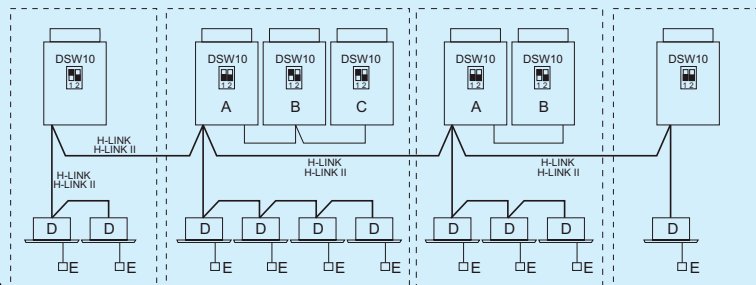 DSW10 DSW10 DSW10 DSW10 DSW10 DSW10 DSW10
1 2 1 2 1 2 1 2 1 2 1 2 1 2
A B C A B
H-LINK
H-LINK II
H-LINK
H-LINK II
H-LINK
H-LINK II
H-LINK
H-LINK II
D D D D D D D D D D
E E E E E E E E E E